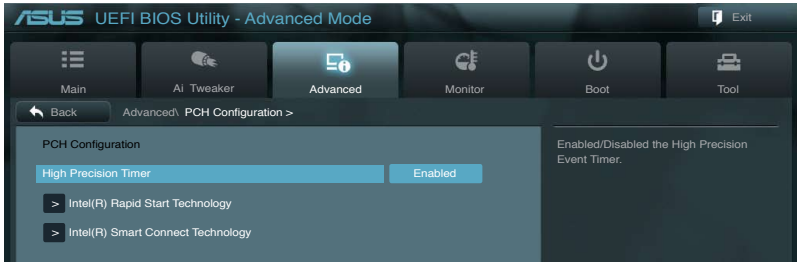 ASUS UEFI BIOS Utility - Advanced Mode
Exit
Main
Ai Tweaker
Advanced
Monitor
Boot
Tool
Back
Advanced\ PCH Configuration >
PCH Configuration
High Precision Timer Enabled
> Intel(R) Rapid Start Technology
> Intel(R) Smart Connect Technology
Enabled/Disabled the High Precision
Event Timer.